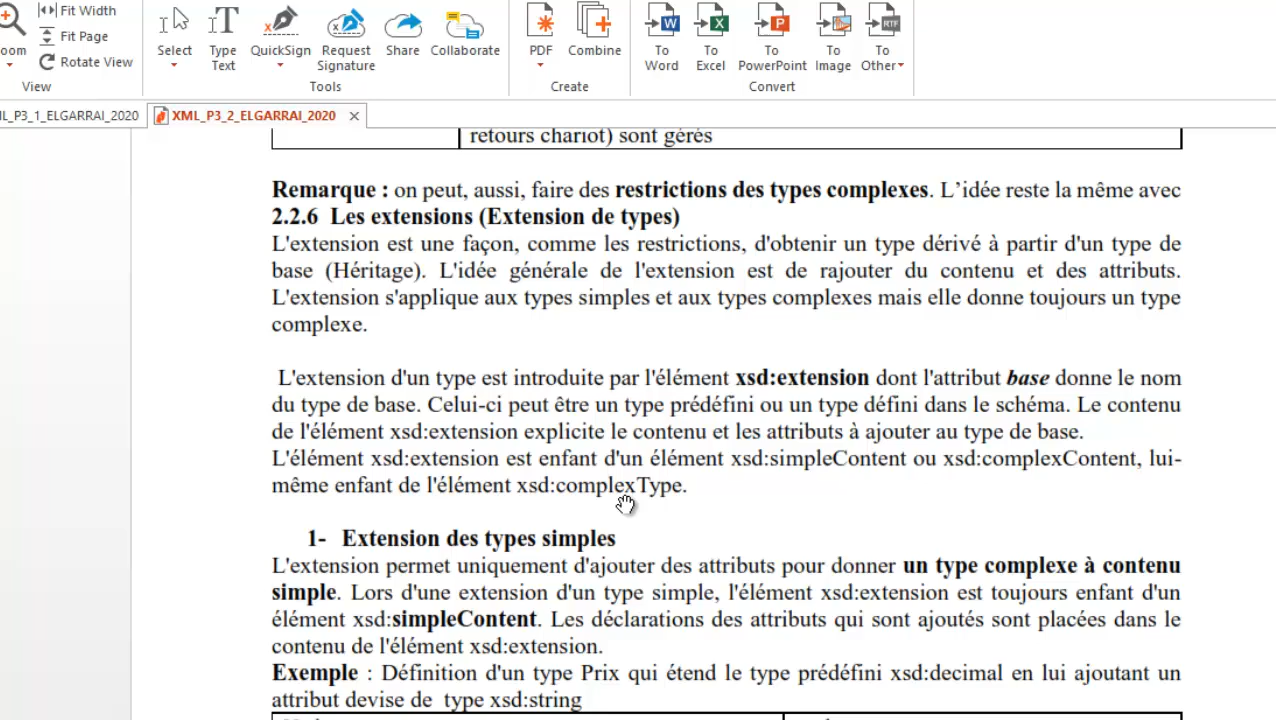 Fit Width
Fit Page
oom
Rotate View
View
Select
Type
Text
QuickSign
Request
Signature
Share
Collaborate
Tools
PDF
Combine
Create
To
Word
To
Excel
To
PowerPoint
To
Image
To
Other
Convert
L_P3_1_ELGARRAI_2020
XML_P3_2_ELGARRAI_2020
retours chariot) sont gérés
Remarque : on peut, aussi, faire des restrictions des types complexes. L’idée reste la même avec
2.2.6 Les extensions (Extension de types)
L'extension est une façon, comme les restrictions, d'obtenir un type dérivé à partir d'un type de
base (Héritage). L'idée générale de l'extension est de rajouter du contenu et des attributs.
L'extension s'applique aux types simples et aux types complexes mais elle donne toujours un type
complexe.
L'extension d'un type est introduite par l'élément xsd:extension dont l'attribut base donne le nom
du type de base. Celui-ci peut être un type prédéfini ou un type défini dans le schéma. Le contenu
de l'élément xsd:extension explicite le contenu et les attributs à ajouter au type de base.
L'élément xsd:extension est enfant d'un élément xsd:simpleContent ou xsd:complexContent, lui-
même enfant de l'élément xsd:complexType.
1- Extension des types simples
L'extension permet uniquement d'ajouter des attributs pour donner un type complexe à contenu
simple. Lors d'une extension d'un type simple, l'élément xsd:extension est toujours enfant d'un
élément xsd:simpleContent. Les déclarations des attributs qui sont ajoutés sont placées dans le
contenu de l'élément xsd:extension.
Exemple : Définition d'un type Prix qui étend le type prédéfini xsd:decimal en lui ajoutant un
attribut devise de type xsd:string